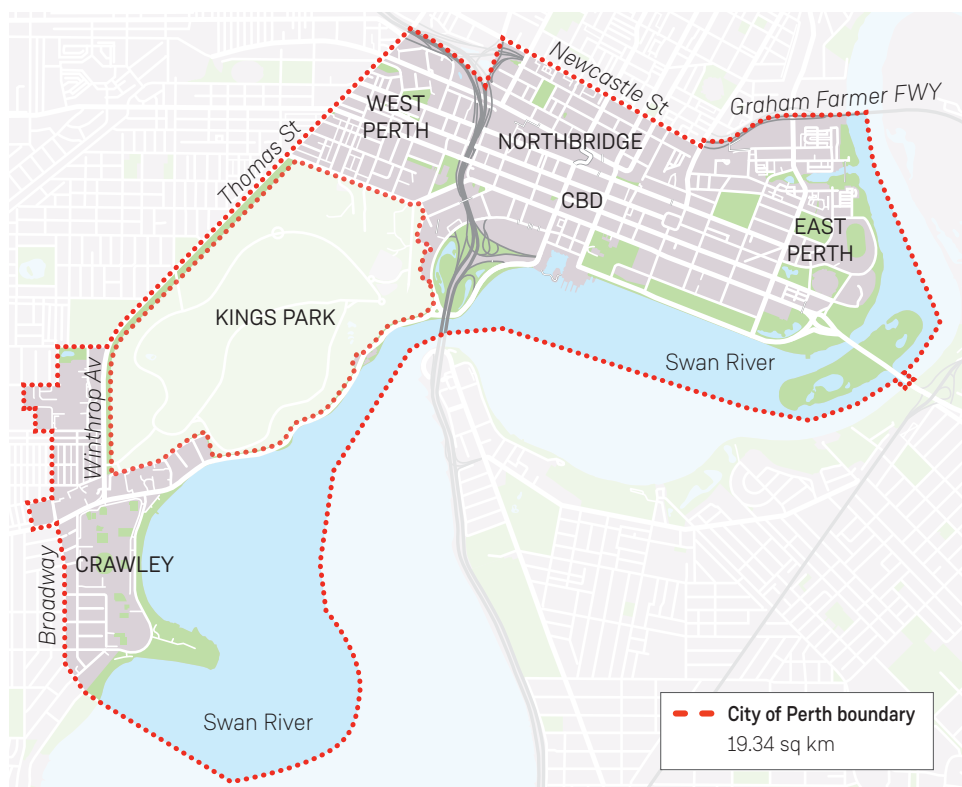 Newcastle St
Graham Farmer FWY
WEST
PERTH
NORTHBRIDGE
Thomas St
CBD
EAST
PERTH
KINGS PARK
Swan River
Winthrop Av
CRAWLEY
Broadway
Swan River
City of Perth boundary
19.34 sq km